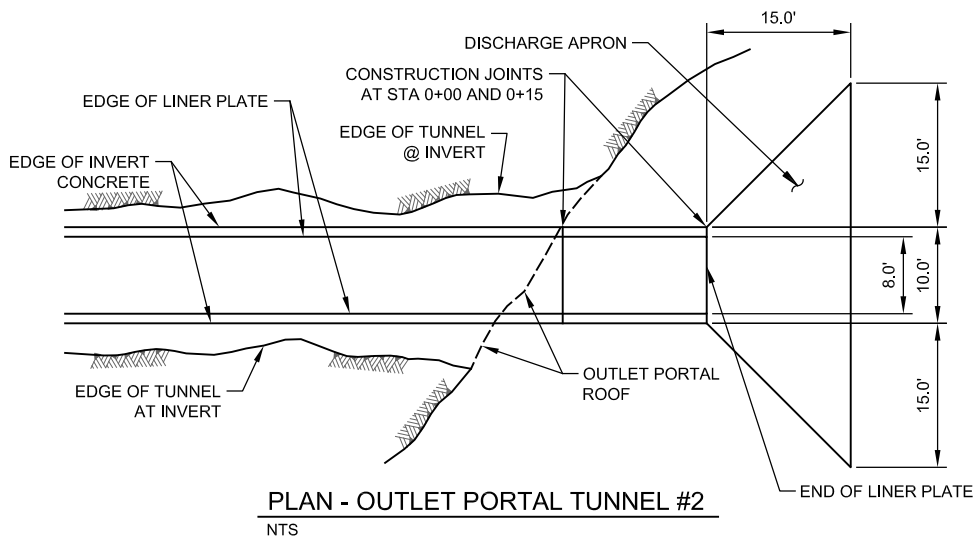 15.0'
DISCHARGE APRON
CONSTRUCTION JOINTS
AT STA 0+00 AND 0+15
EDGE OF LINER PLATE
EDGE OF TUNNEL
@ INVERT
EDGE OF INVERT
CONCRETE
15.0'
8.0'
10.0'
15.0'
EDGE OF TUNNEL
AT INVERT
OUTLET PORTAL
ROOF
END OF LINER PLATE
PLAN - OUTLET PORTAL TUNNEL #2
NTS